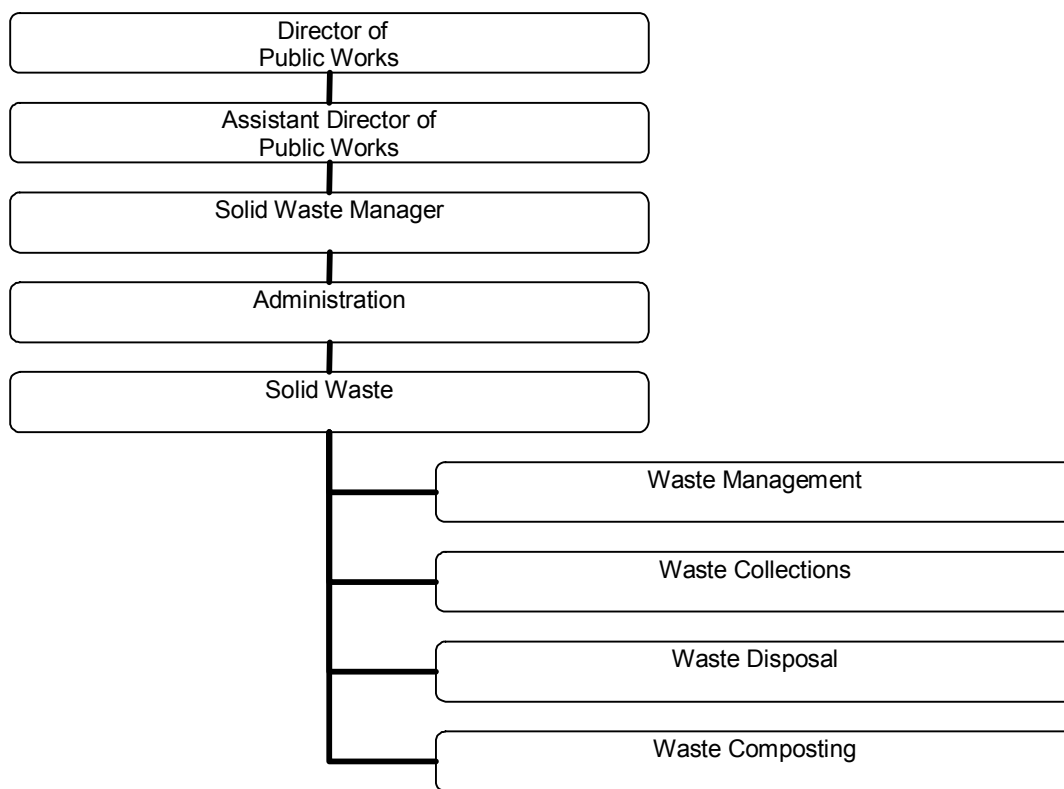 Director of
Public Works
Assistant Director of
Public Works
Solid Waste Manager
Administration
Solid Waste
Waste Management
Waste Collections
Waste Disposal
Waste Composting